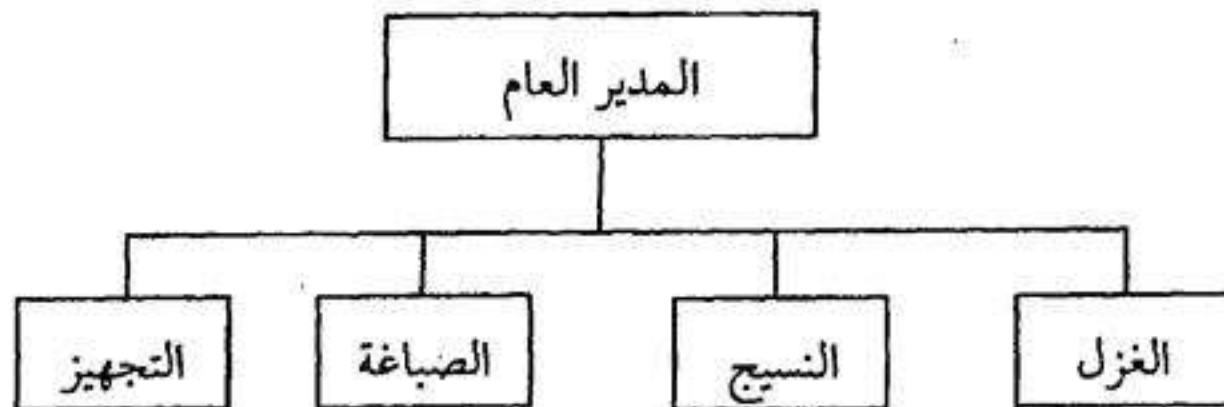 المدير العام
الغزل
النسيج
الصباغة
التجهيز